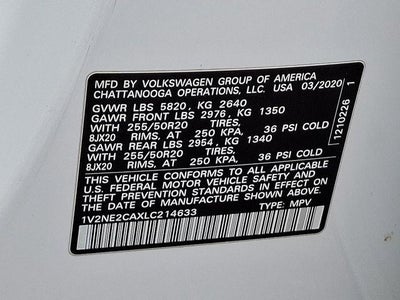 MFD BY VOLKSWAGEN GROUP OF AMERICA
CHATTANOOGA OPERATIONS, LLC. USA 03/2020
GVWR LBS 5820, KG 2640
GAWR FRONT LBS 2976, KG 1350
WITH 255/50R20 TIRES,
8JX20 RIMS, AT 250 KPA, 36 PSI COLD
GAWR REAR LBS 2954, KG 1340
WITH 255/50R20 TIRES,
8JX20 RIMS, AT 250 KPA, 36 PSI COLD
THIS VEHICLE CONFORMS TO ALL APPLICABLE
U.S. FEDERAL MOTOR VEHICLE SAFETY AND
THEFT PREVENTION STANDARDS IN EFFECT ON
THE DATE OF MANUFACTURE SHOWN ABOVE.
1V2NE2CAXLC214633 TYPE: MPV
1210226 1